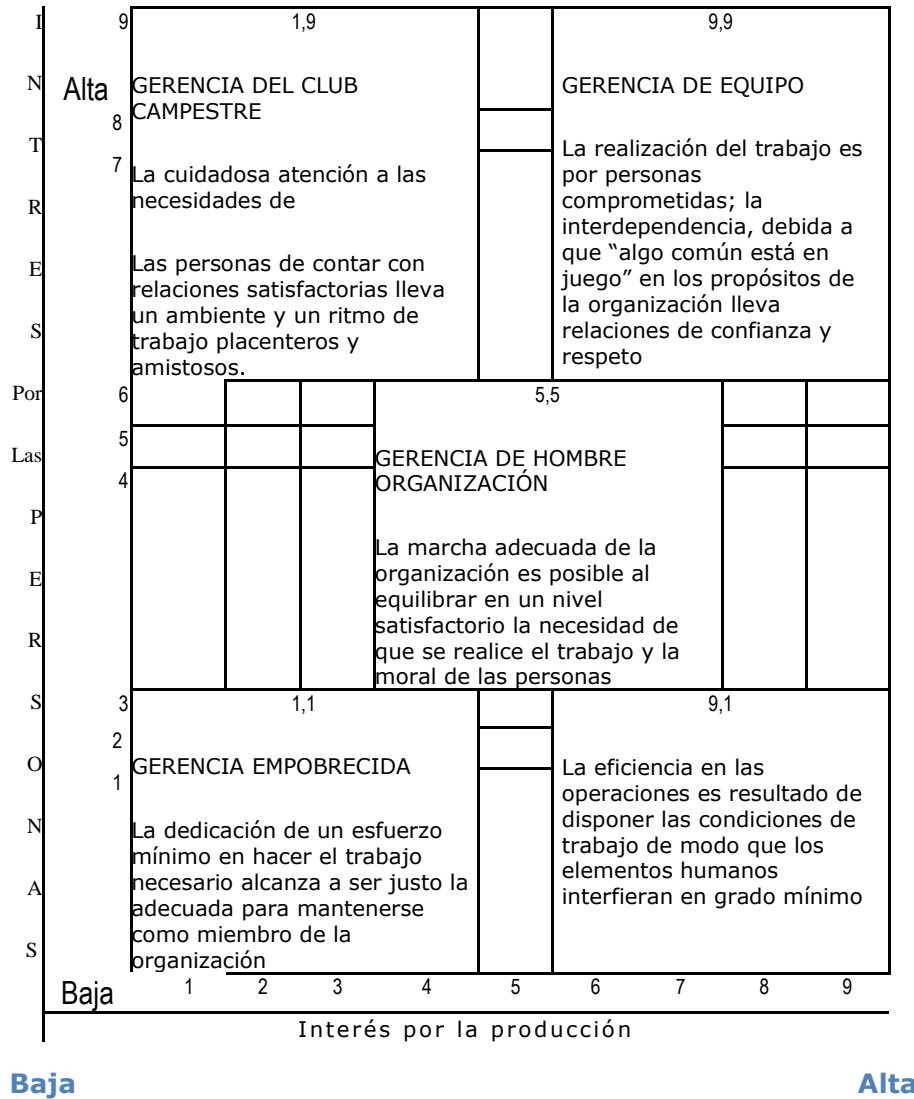 I
N
T
R
E
S
Por
Las
P
E
R
S
O
N
A
S
Alta
9
8
7
6
5
4
3
2
1
Baja
1,9
GERENCIA DEL CLUB
CAMPESTRE
La cuidadosa atención a las
necesidades de
Las personas de contar con
relaciones satisfactorias lleva
un ambiente y un ritmo de
trabajo placenteros y
amistosos.
9,9
GERENCIA DE EQUIPO
La realización del trabajo es
por personas
comprometidas; la
interdependencia, debida a
que “algo común está en
juego” en los propósitos de
la organización lleva
relaciones de confianza y
respeto
5,5
GERENCIA DE HOMBRE
ORGANIZACIÓN
La marcha adecuada de la
organización es posible al
equilibrar en un nivel
satisfactorio la necesidad de
que se realice el trabajo y la
moral de las personas
1,1
GERENCIA EMPOBRECIDA
La dedicación de un esfuerzo
mínimo en hacer el trabajo
necesario alcanza a ser justo la
adecuada para mantenerse
como miembro de la
organización
9,1
La eficiencia en las
operaciones es resultado de
disponer las condiciones de
trabajo de modo que los
elementos humanos
interfieran en grado mínimo
1 2 3 4 5 6 7 8 9
Interés por la producción
Baja Alta